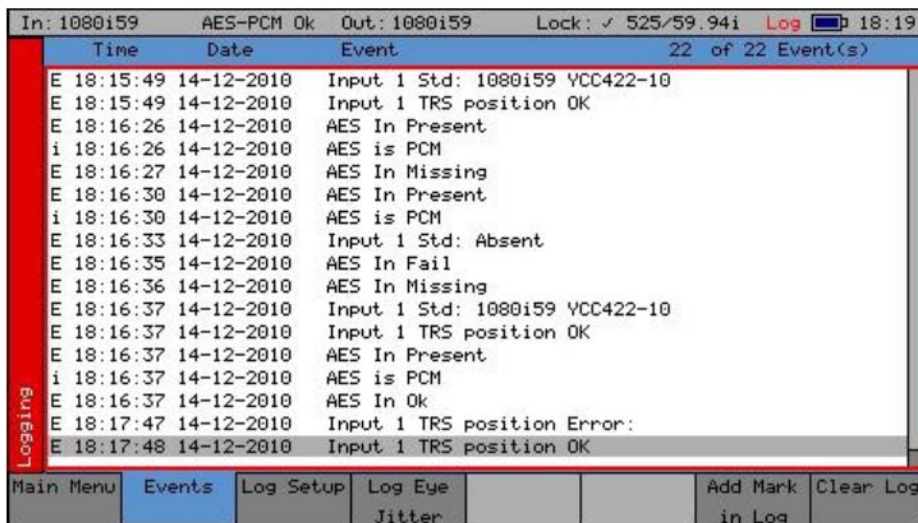 In: 1080i59 AES-PCM Ok Out: 1080i59 Lock: ✓ 525/59.94i Log 18:19
Time Date Event 22 of 22 Event(s)
E 18:15:49 14-12-2010 Input 1 Std: 1080i59 YCC422-10
E 18:15:49 14-12-2010 Input 1 TRS position OK
E 18:16:26 14-12-2010 AES In Present
i 18:16:26 14-12-2010 AES is PCM
E 18:16:27 14-12-2010 AES In Missing
E 18:16:30 14-12-2010 AES In Present
i 18:16:30 14-12-2010 AES is PCM
E 18:16:33 14-12-2010 Input 1 Std: Absent
E 18:16:35 14-12-2010 AES In Fail
E 18:16:36 14-12-2010 AES In Missing
E 18:16:37 14-12-2010 Input 1 Std: 1080i59 YCC422-10
E 18:16:37 14-12-2010 Input 1 TRS position OK
E 18:16:37 14-12-2010 AES In Present
i 18:16:37 14-12-2010 AES is PCM
E 18:16:37 14-12-2010 AES In Ok
E 18:17:47 14-12-2010 Input 1 TRS position Error:
E 18:17:48 14-12-2010 Input 1 TRS position OK
Logging
Main Menu Events Log Setup Log Eye Jitter Add Mark in Log Clear Log